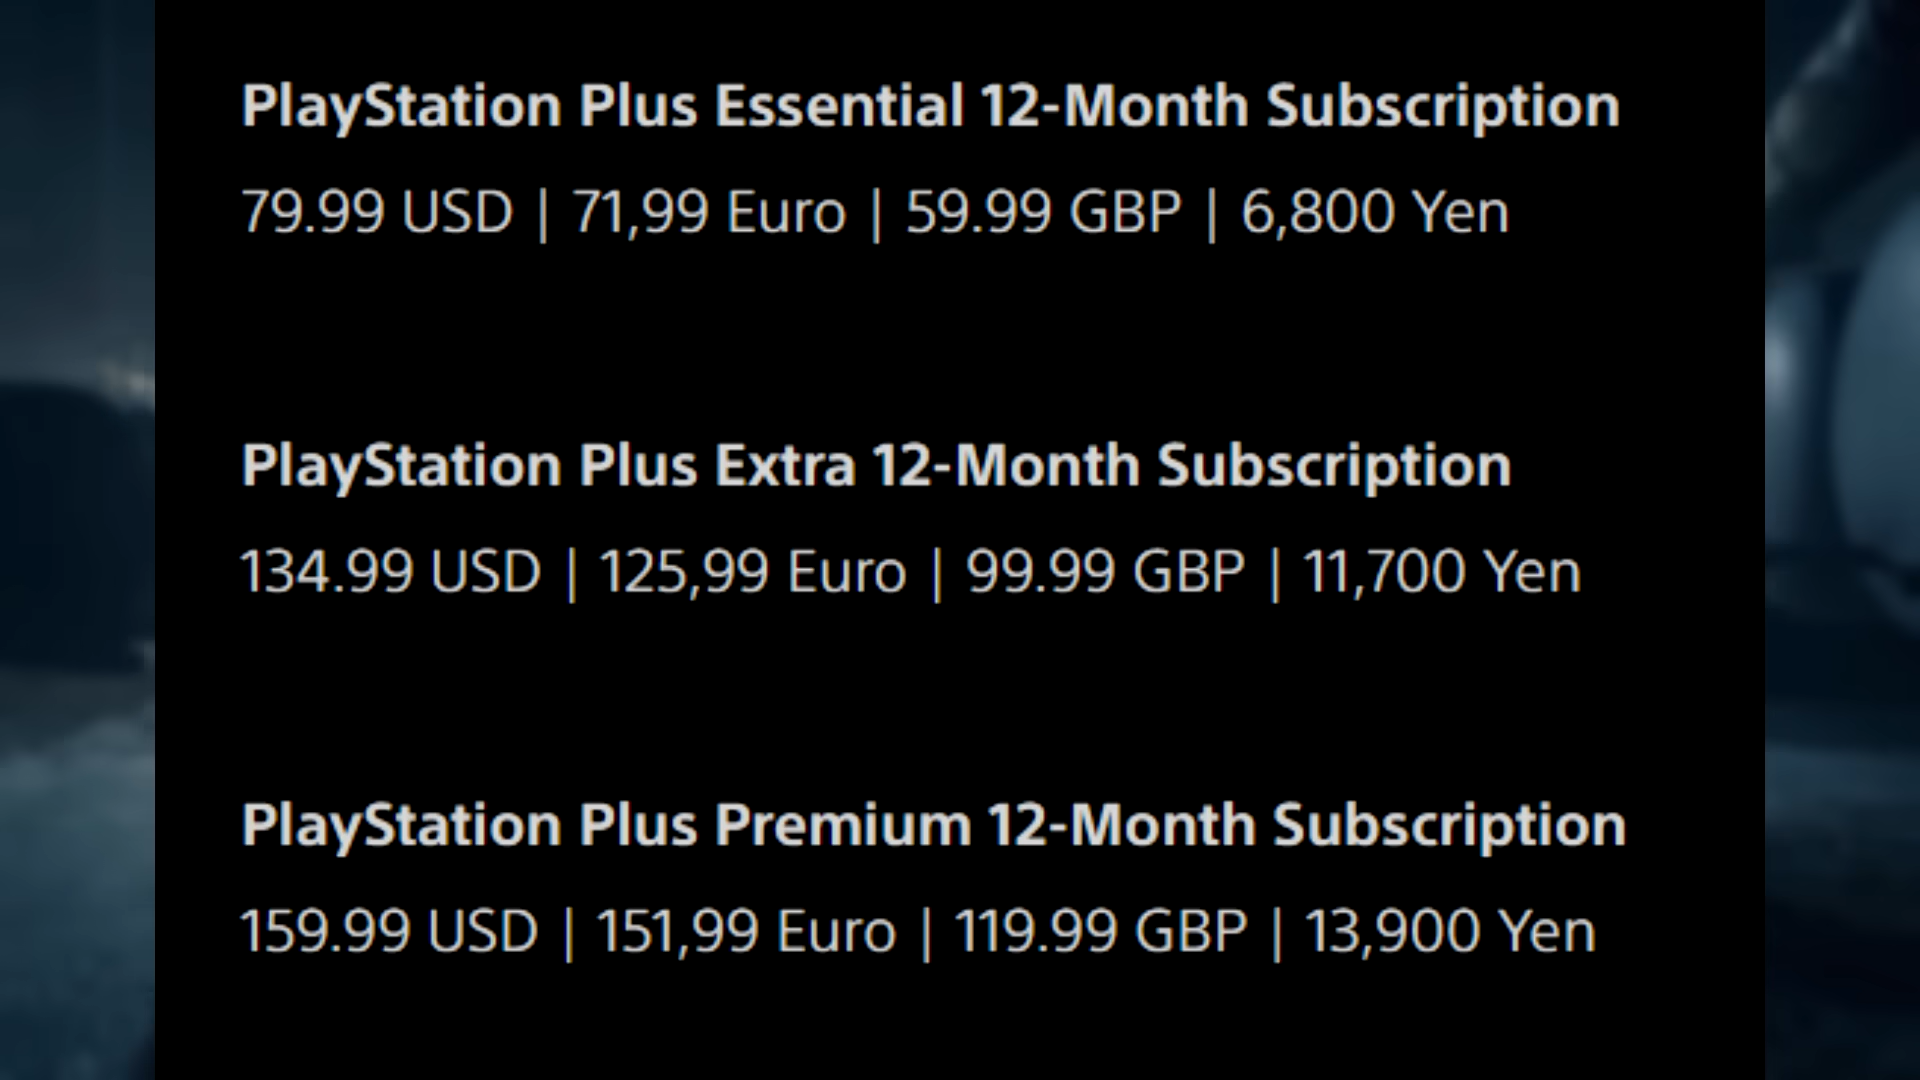 PlayStation Plus Essential 12-Month Subscription
79.99 USD | 71,99 Euro | 59.99 GBP | 6,800 Yen
PlayStation Plus Extra 12-Month Subscription
134.99 USD | 125,99 Euro | 99.99 GBP | 11,700 Yen
PlayStation Plus Premium 12-Month Subscription
159.99 USD | 151,99 Euro | 119.99 GBP | 13,900 Yen